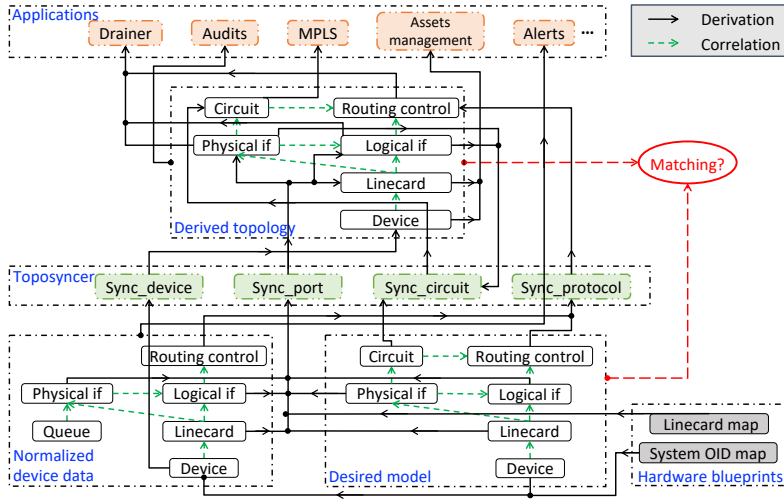 Applications
Drainer
Audits
MPLS
Assets
management
Alerts
...
Derivation
Correlation
Circuit
Routing control
Physical if
Logical if
Linecard
Device
Derived topology
Matching?
Toposyncer
Sync_device
Sync_port
Sync_circuit
Sync_protocol
Routing control
Physical if
Logical if
Queue
Linecard
Device
Normalized
device data
Circuit
Routing control
Physical if
Logical if
Linecard
Device
Desired model
Linecard map
System OID map
Hardware blueprints